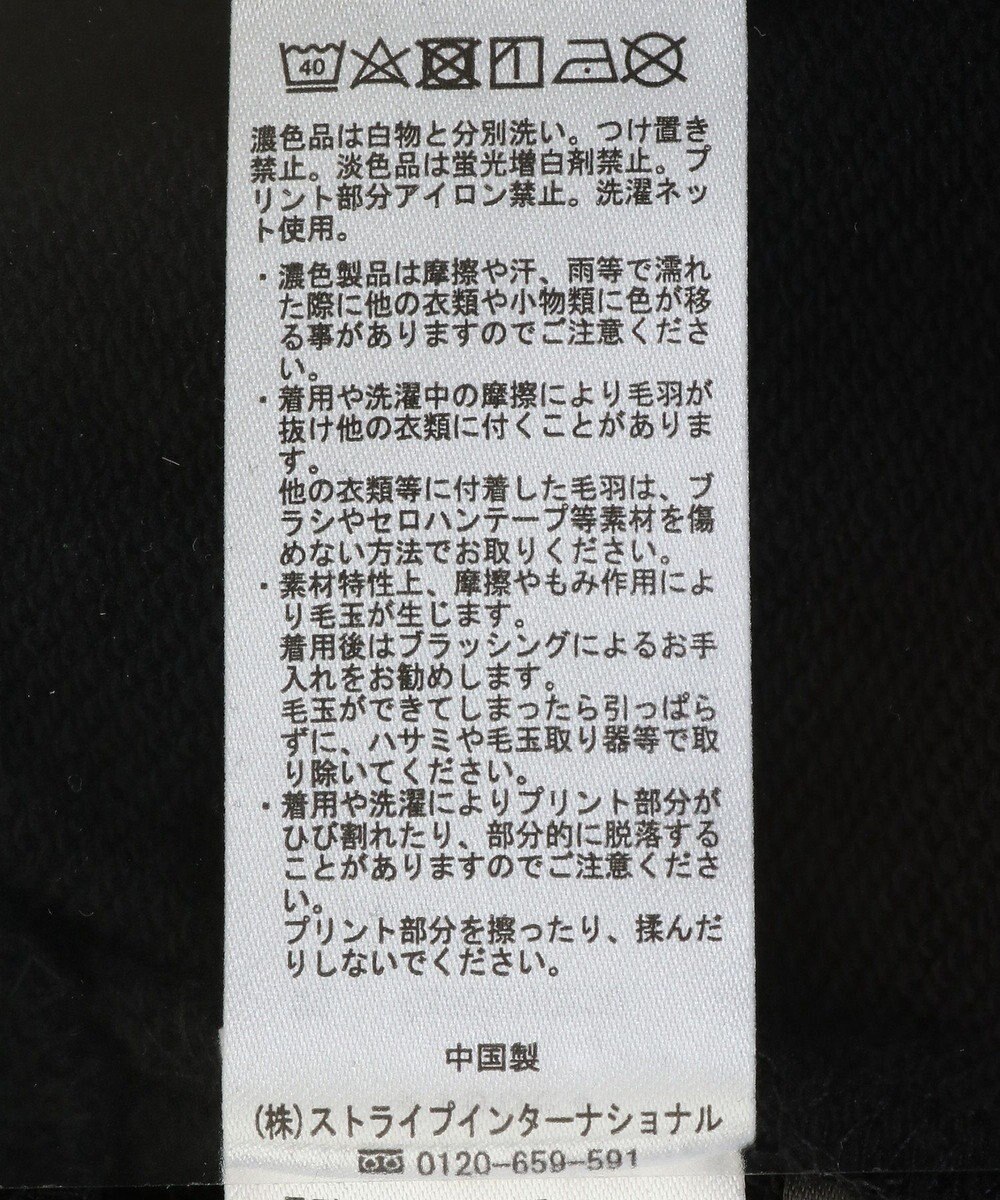 40
濃色品は白物と分別洗い。つけ置き
禁止。淡色品は蛍光増白剤禁止。プ
リント部分アイロン禁止。洗濯ネッ
ト使用。
・濃色製品は摩擦や汗、雨等で濡れ
た際に他の衣類や小物類に色が移
る事がありますのでご注意くださ
い。
・着用や洗濯中の摩擦により毛羽が
抜け他の衣類に付くことがありま
す。
他の衣類等に付着した毛羽は、ブ
ラシやセロハンテープ等素材を傷
めない方法でお取りください。
・素材特性上、摩擦やもみ作用によ
り毛玉が生じます。
着用後はブラッシングによるお手
入れをお勧めします。
毛玉ができてしまったら引っぱら
ずに、ハサミや毛玉取り器等で取
り除いてください。
・着用や洗濯によりプリント部分が
ひび割れたり、部分的に脱落する
ことがありますのでご注意くださ
い。
プリント部分を擦ったり、揉んだ
りしないでください。
中国製
(株)ストライプインターナショナル
0120-659-591